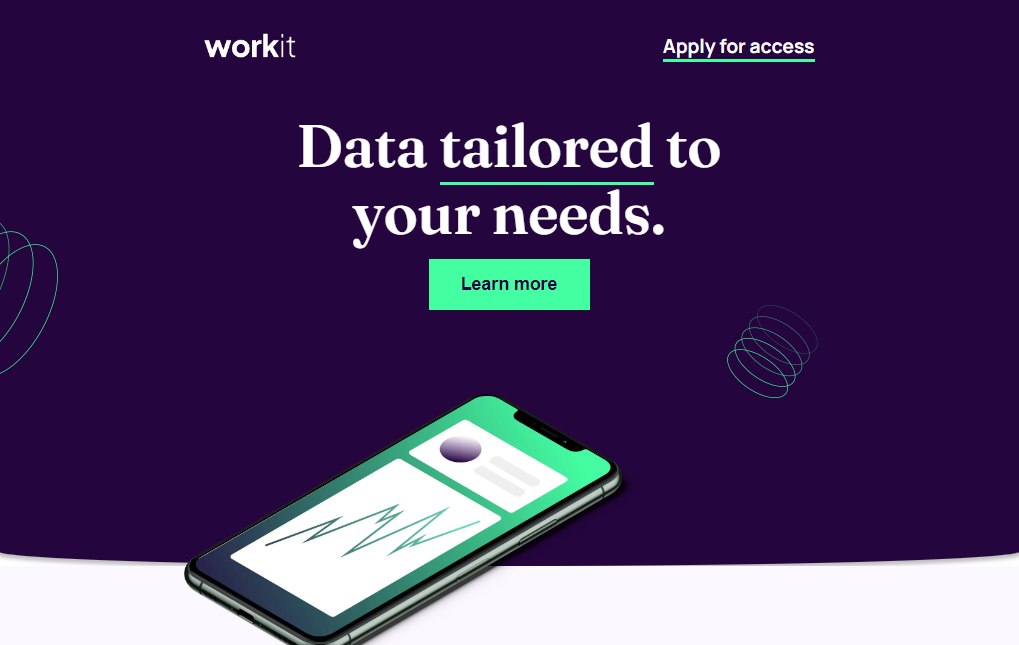 workit
Apply for access
Data tailored to
your needs.
Learn more